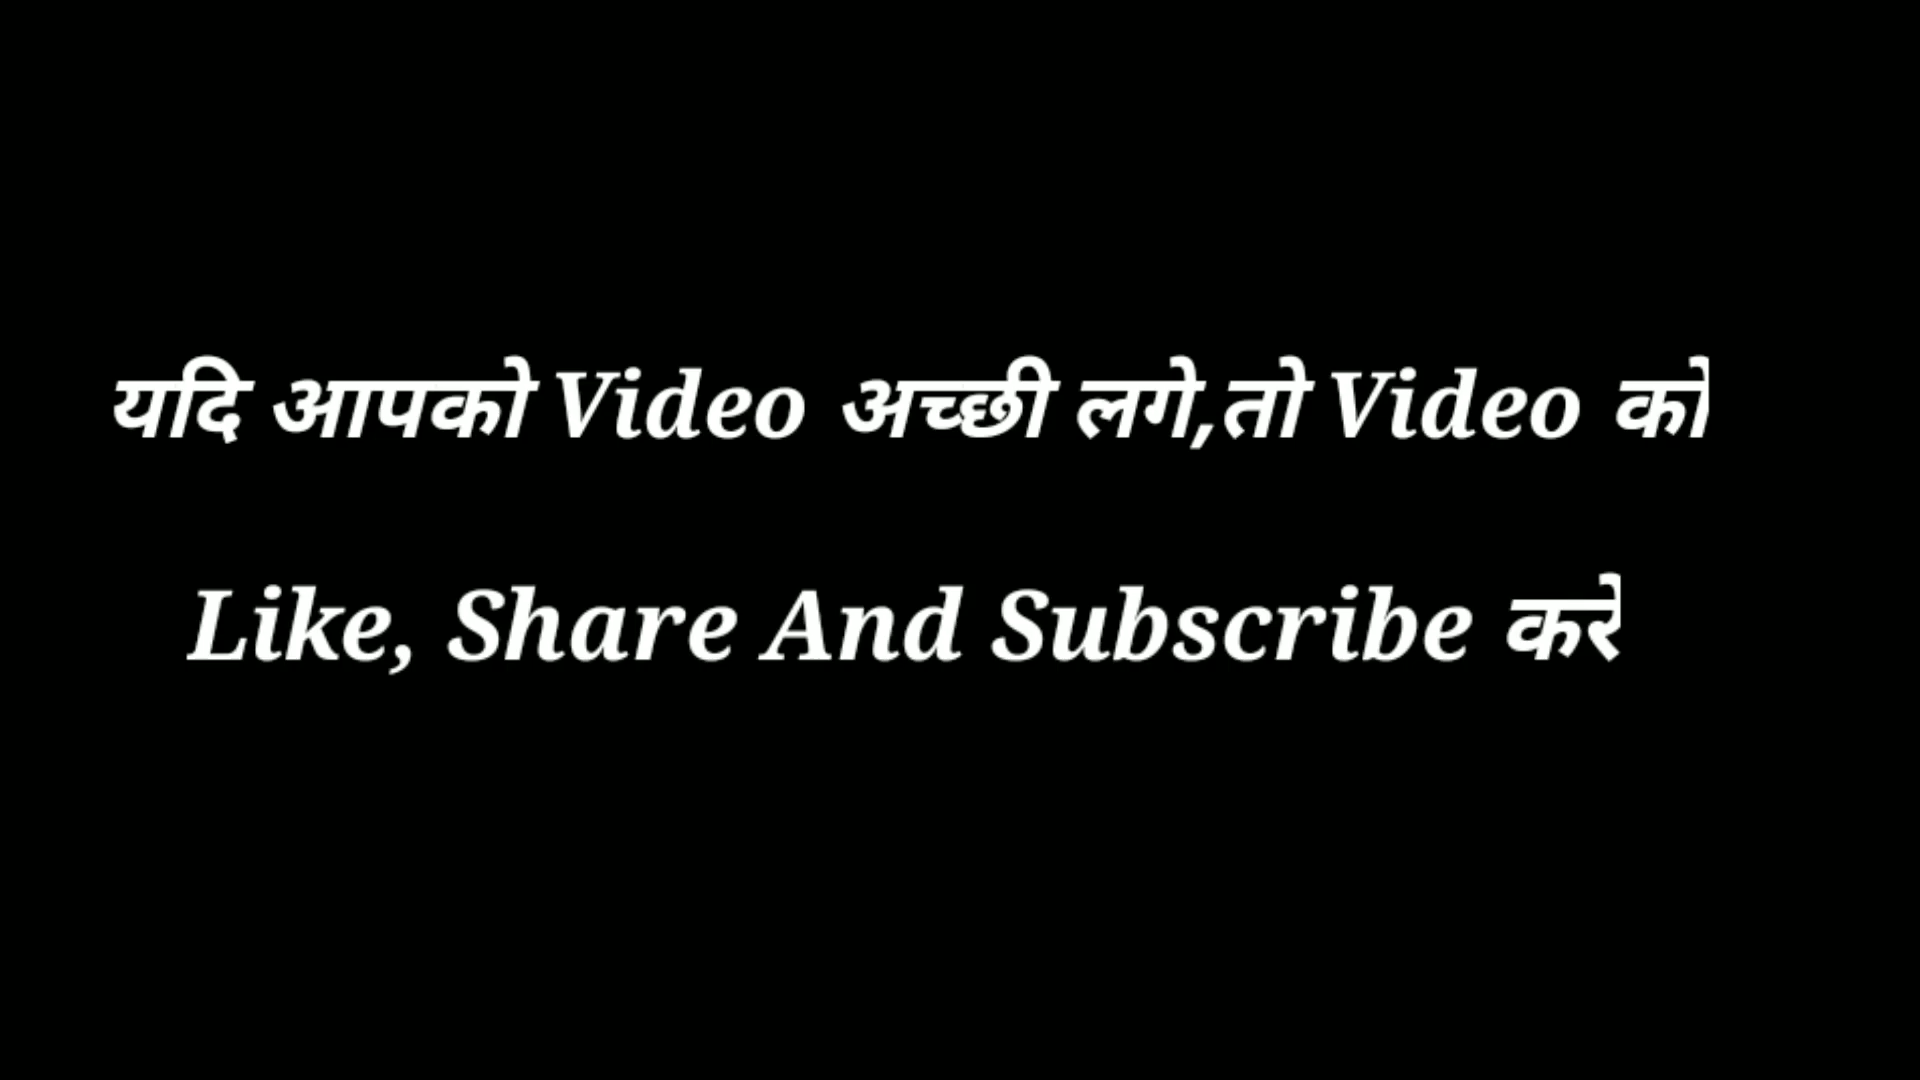 यदि आपको Video अच्छी लगे,तो Video को
Like, Share And Subscribe करे